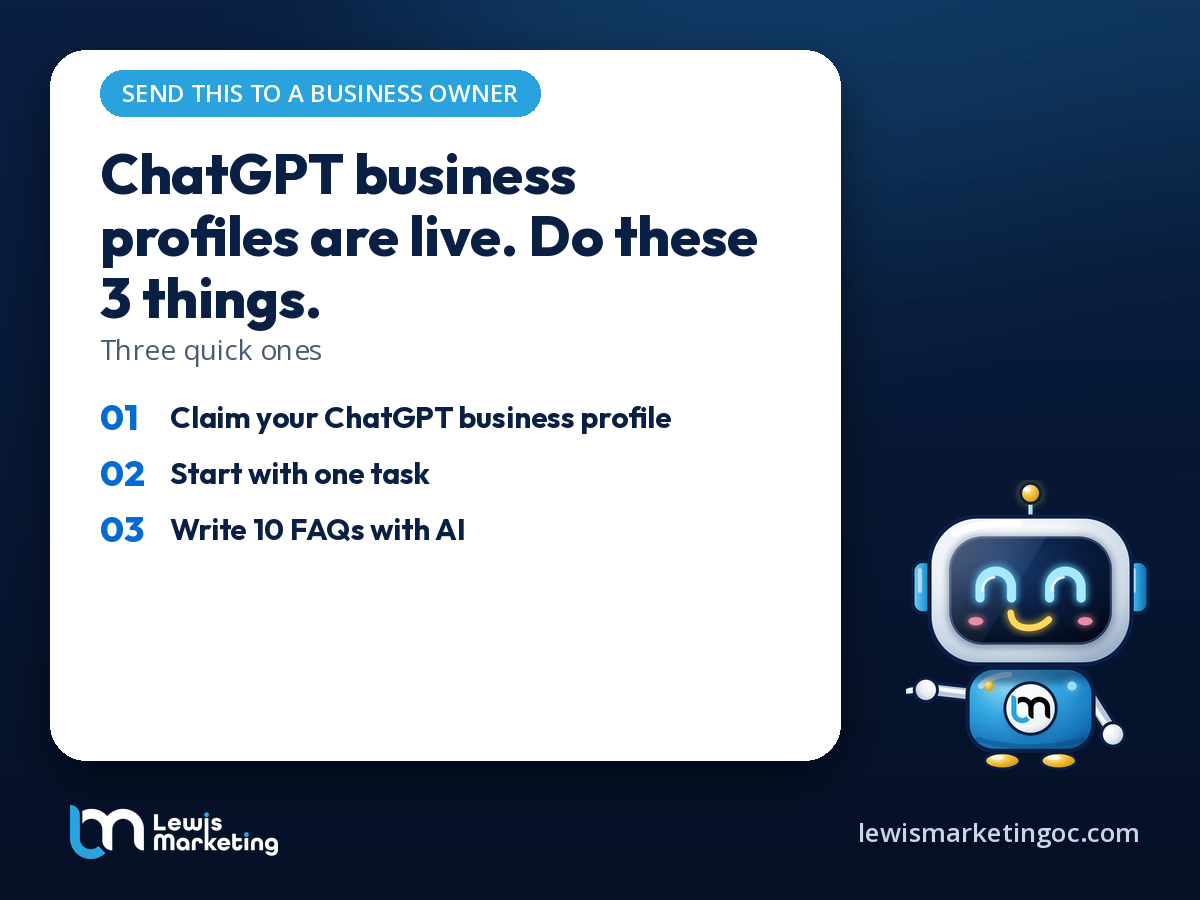 SEND THIS TO A BUSINESS OWNER
ChatGPT business
profiles are live. Do these
3 things.
Three quick ones
01 Claim your ChatGPT business profile
02 Start with one task
03 Write 10 FAQs with AI
bm
bm Lewis
Marketing
lewismarketingoc.com